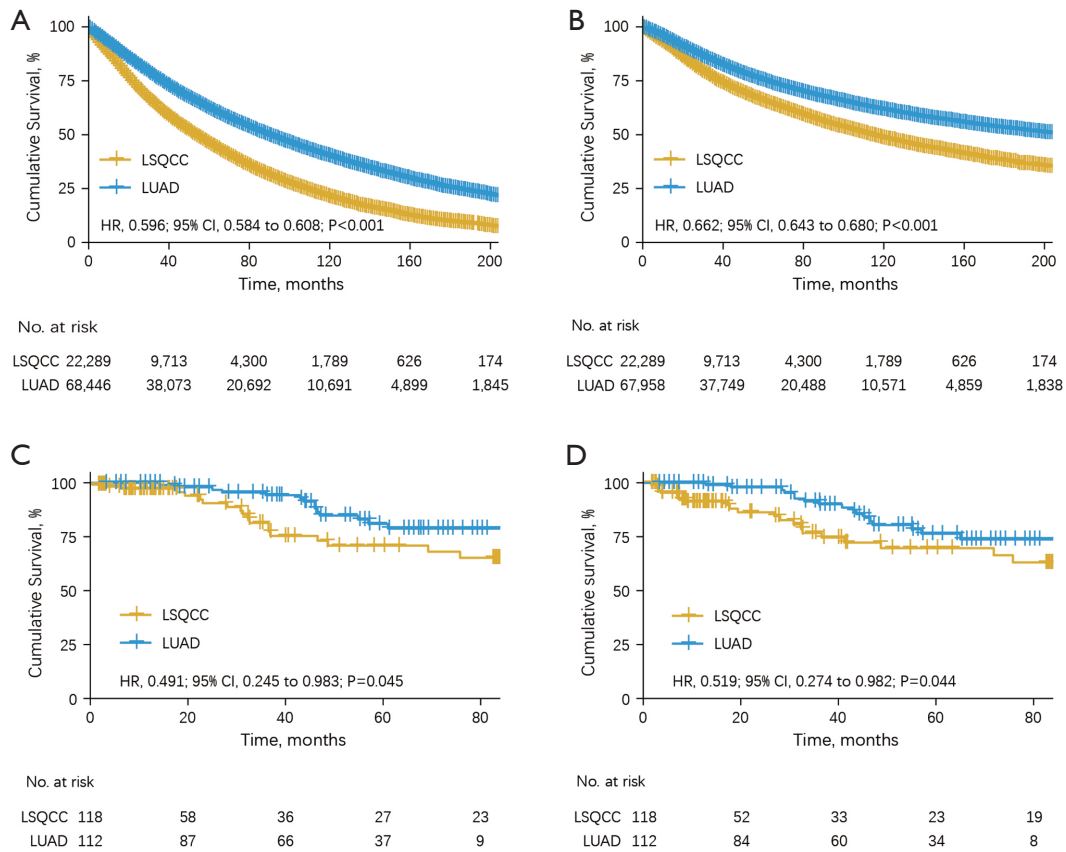 A
Cumulative Survival, %
100
75
50
25
0
LSQCC
LUAD
HR, 0.596; 95% CI, 0.584 to 0.608; P<0.001
0 40 80 120 160 200
Time, months
No. at risk
LSQCC 22,289 9,713 4,300 1,789 626 174
LUAD 68,446 38,073 20,692 10,691 4,899 1,845
B
Cumulative Survival, %
100
75
50
25
0
LSQCC
LUAD
HR, 0.662; 95% CI, 0.643 to 0.680; P<0.001
0 40 80 120 160 200
Time, months
No. at risk
LSQCC 22,289 9,713 4,300 1,789 626 174
LUAD 67,958 37,749 20,488 10,571 4,859 1,838
C
Cumulative Survival, %
100
75
50
25
0
LSQCC
LUAD
HR, 0.491; 95% CI, 0.245 to 0.983; P=0.045
0 20 40 60 80
Time, months
No. at risk
LSQCC 118 58 36 27 23
LUAD 112 87 66 37 9
D
Cumulative survival, %
100
75
50
25
0
LSQCC
LUAD
HR, 0.519; 95% CI, 0.274 to 0.982; P=0.044
0 20 40 60 80
Time, months
No. at risk
LSQCC 118 52 33 23 19
LUAD 112 84 60 34 8